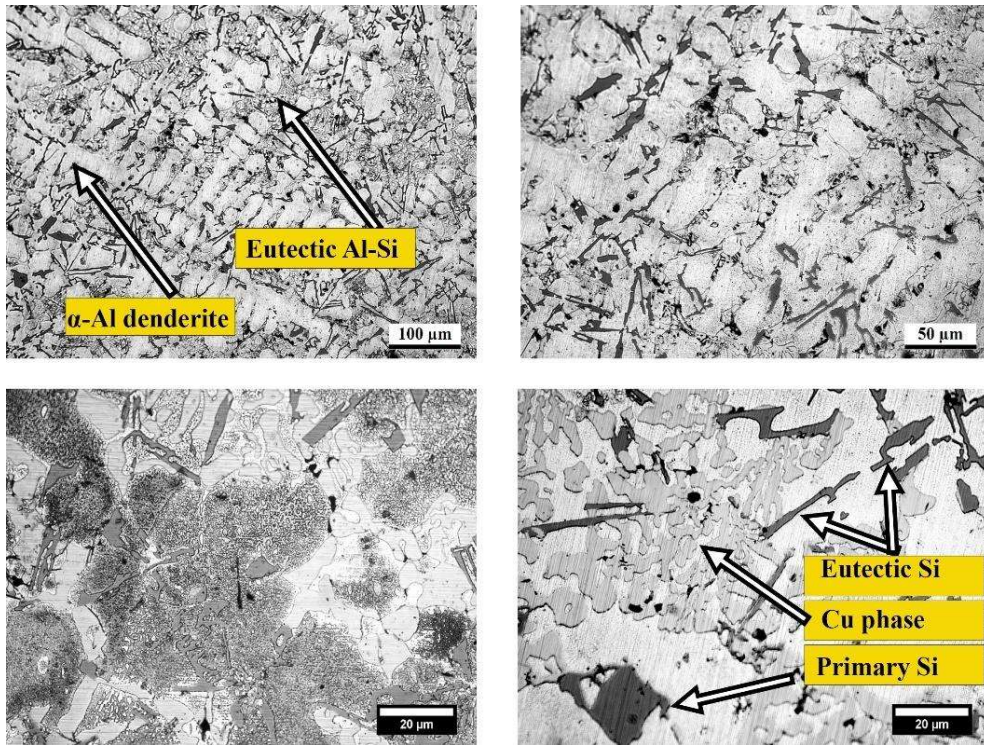 Eutectic Al-Si
α-Al denderite
100 µm
50 µm
20 µm
Eutectic Si
Cu phase
Primary Si
20 µm